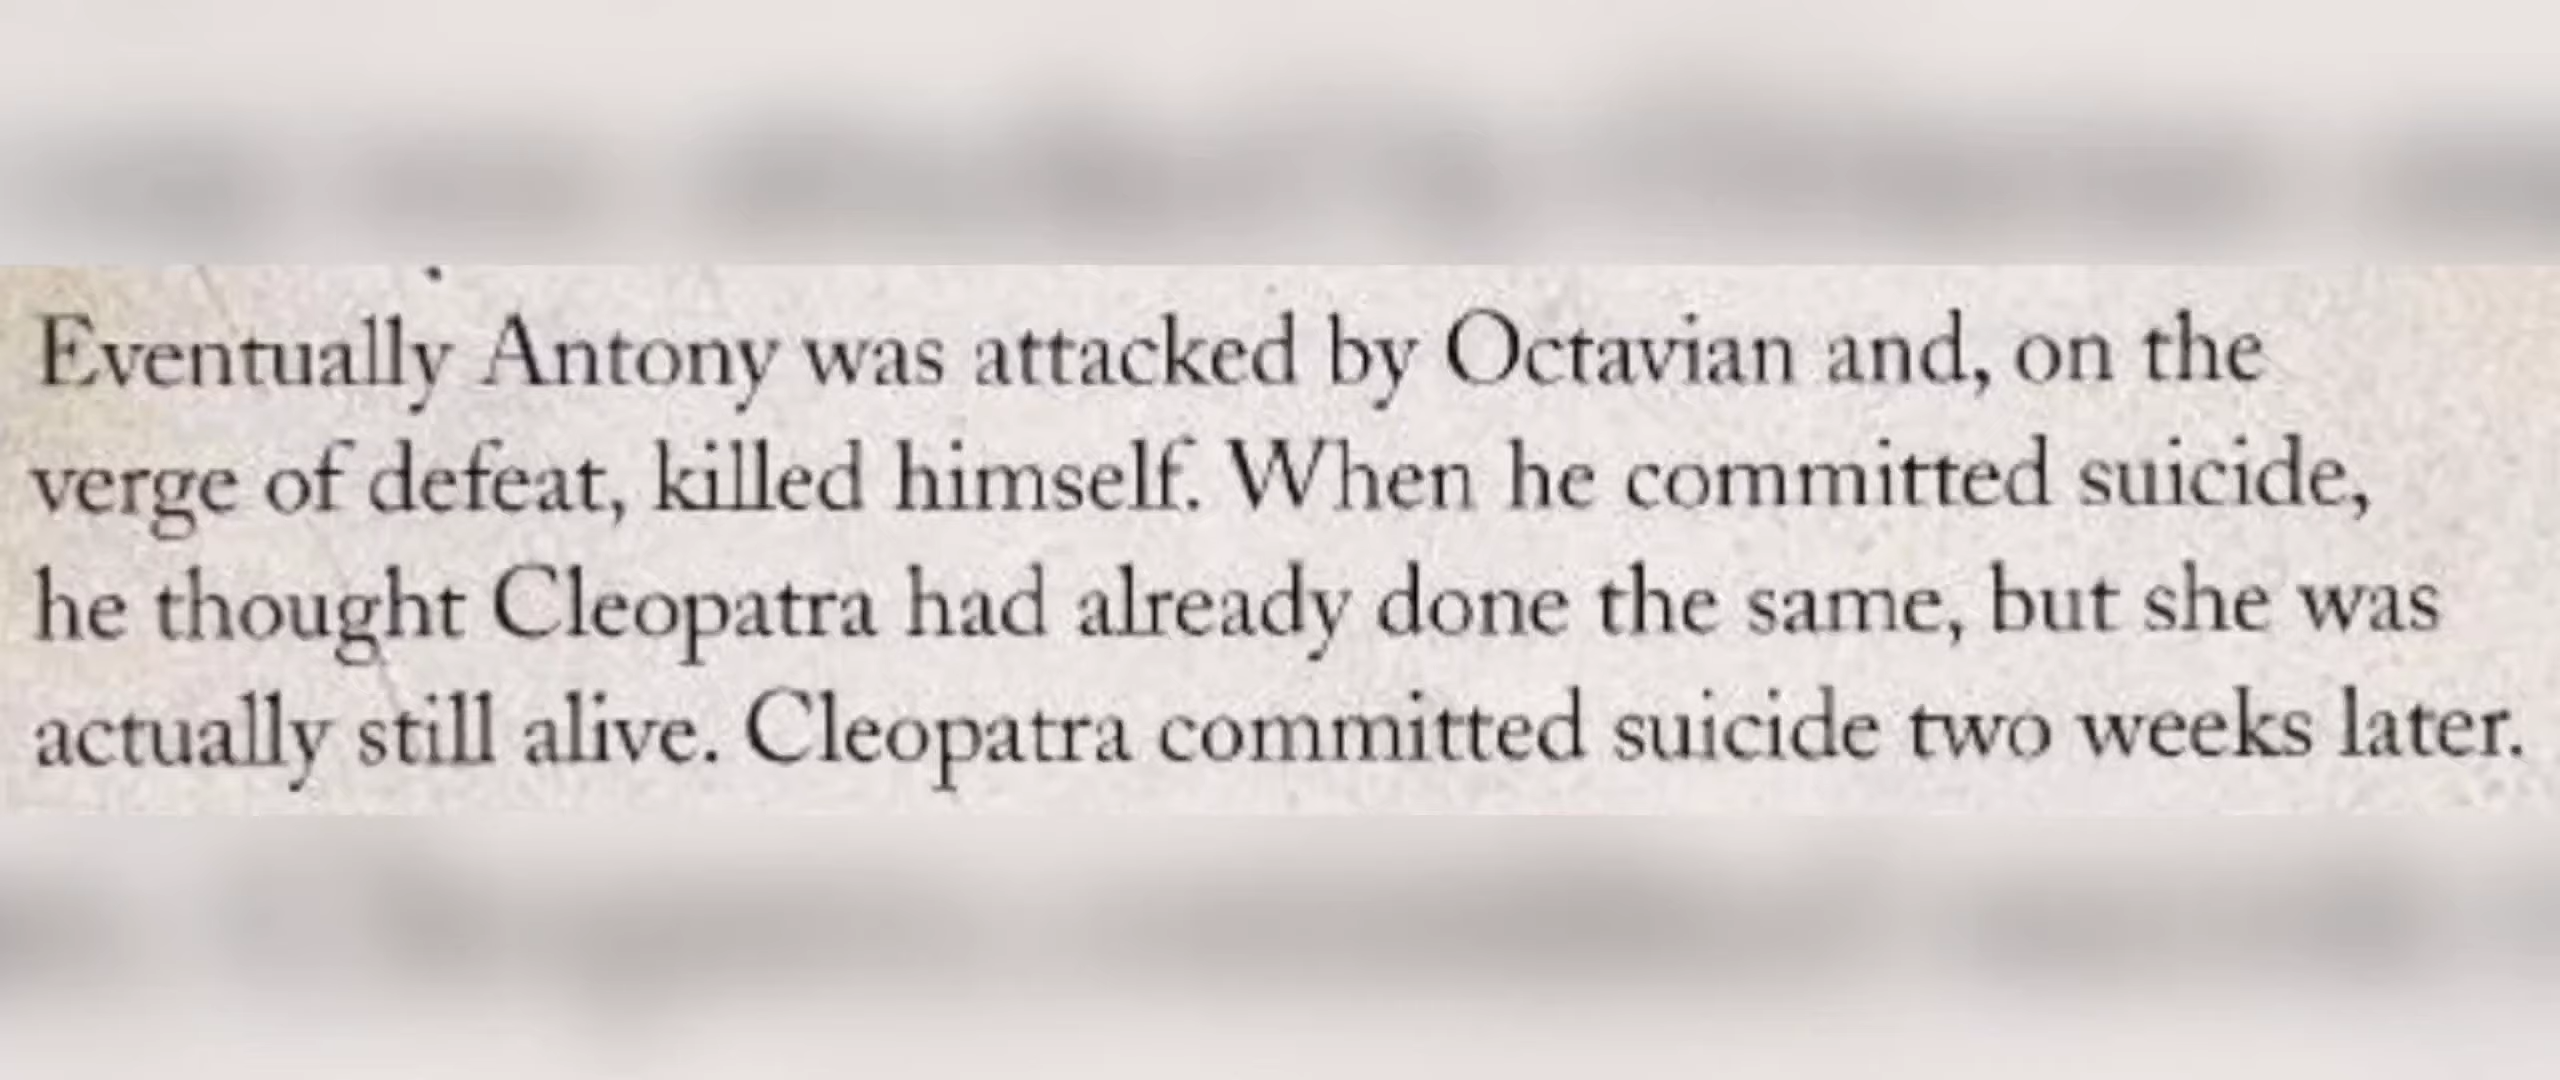 Eventually Antony was attacked by Octavian and, on the
verge of defeat, killed himself. When he committed suicide,
he thought Cleopatra had already done the same, but she was
actually still alive. Cleopatra committed suicide two weeks later.